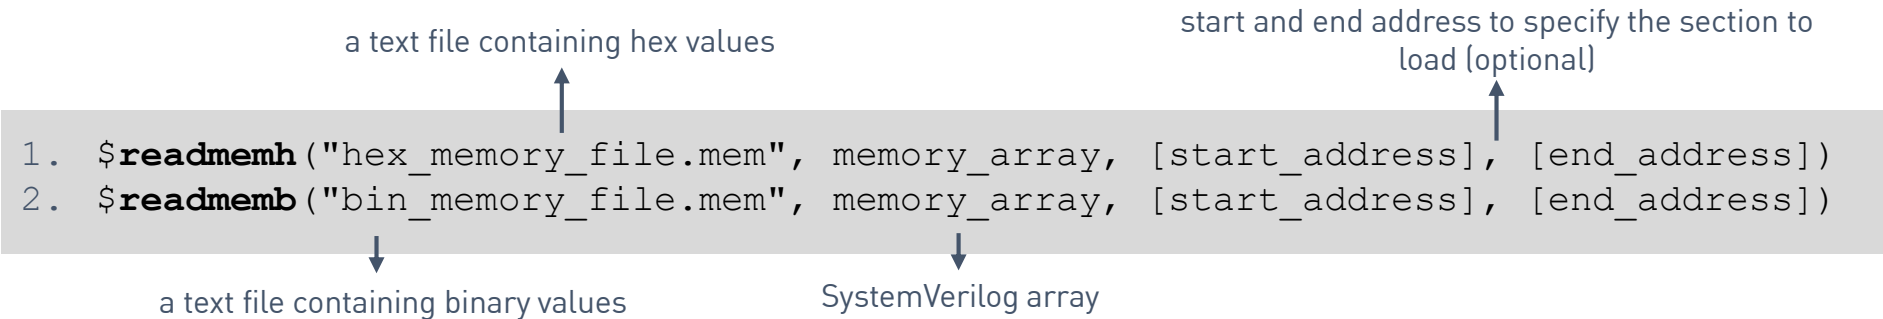 start and end address to specify the section to
load (optional)
a text file containing hex values
1. $readmemh("hex_memory_file.mem", memory_array, [start_address], [end_address])
2. $readmemb("bin_memory_file.mem", memory_array, [start_address], [end_address])
a text file containing binary values
SystemVerilog array